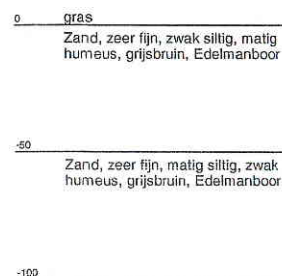 0 gras
Zand, zeer fijn, zwak siltig, matig
humeus, grijsbruin, Edelmanboor
-50
Zand, zeer fijn, matig siltig, zwak
humeus, grijsbruin, Edelmanboor
-100